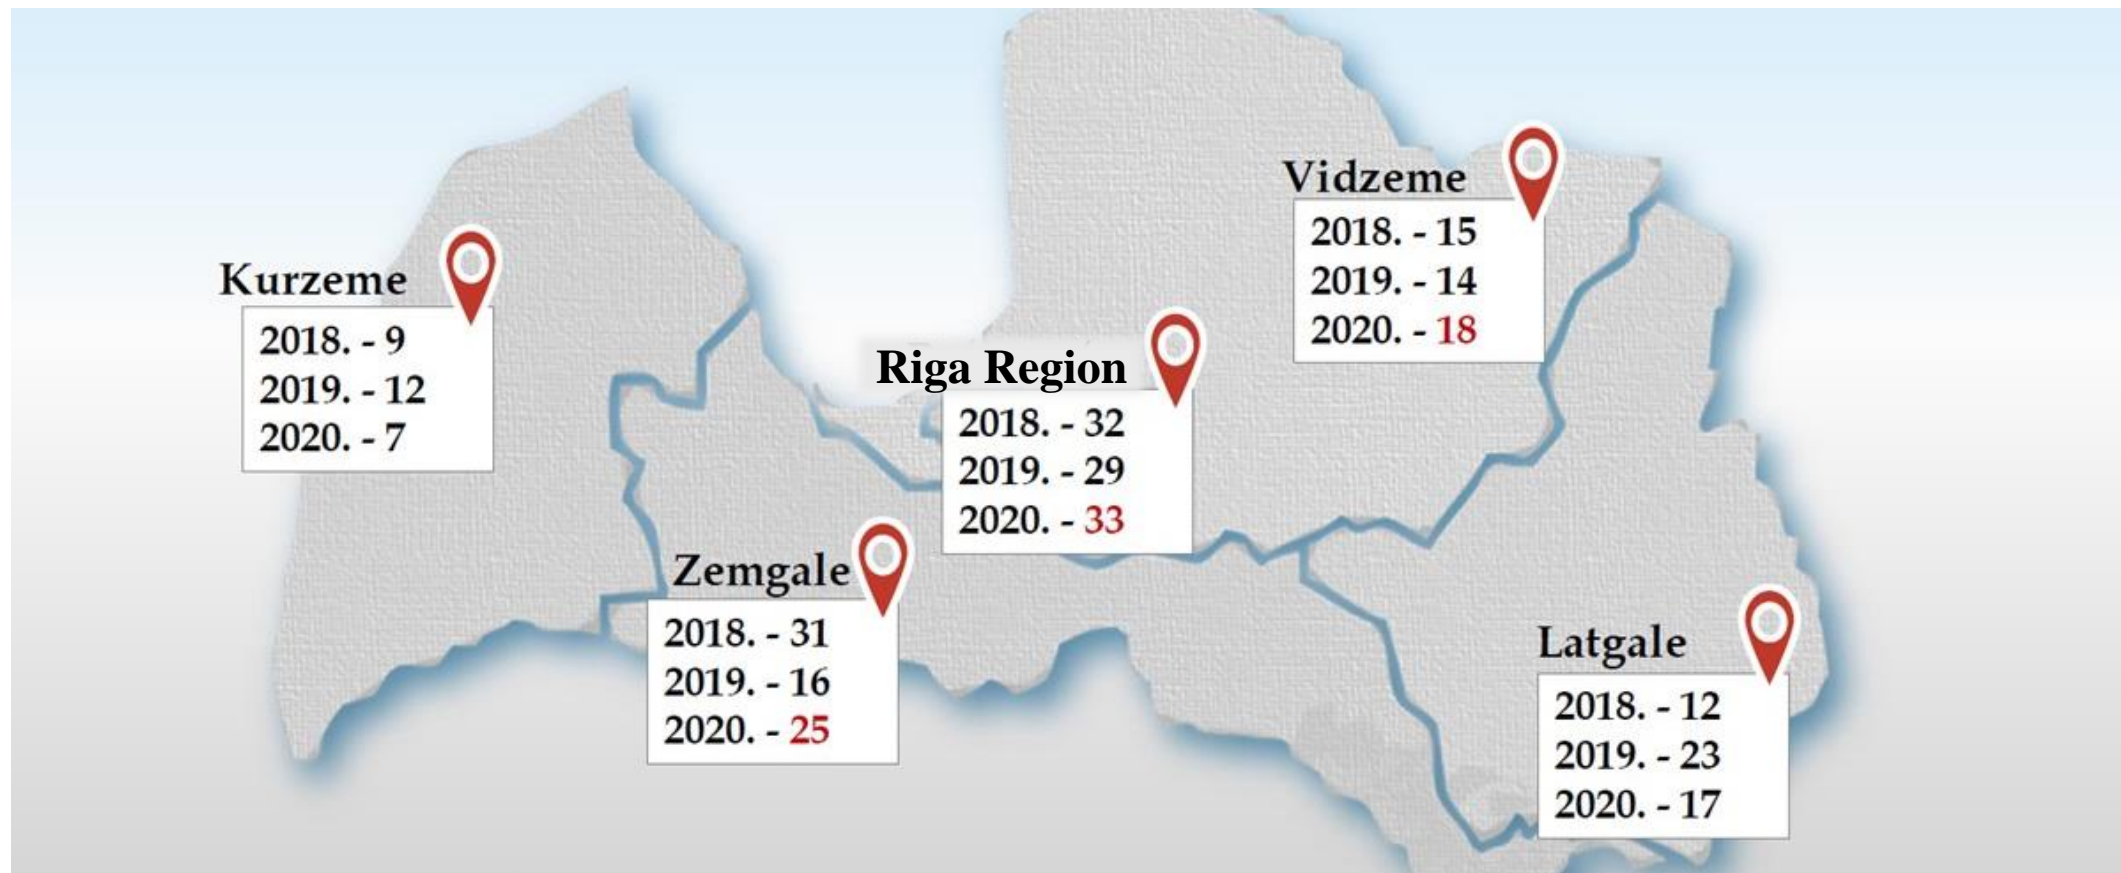 Vidzeme
2018. - 15
2019. - 14
2020. - 18
Kurzeme
2018. - 9
2019. - 12
2020. - 7
Riga Region
2018. - 32
2019. - 29
2020. - 33
Zemgale
2018. - 31
2019. - 16
2020. - 25
Latgale
2018. - 12
2019. - 23
2020. - 17